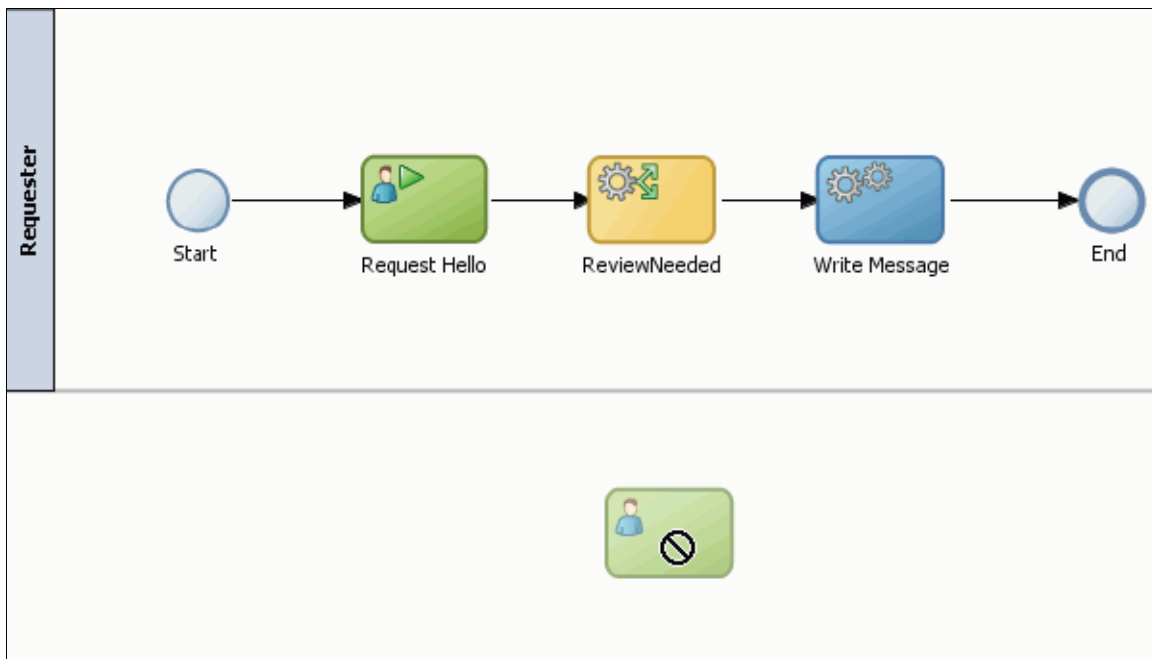 Requester
Start
Request Hello
ReviewNeeded
Write Message
End